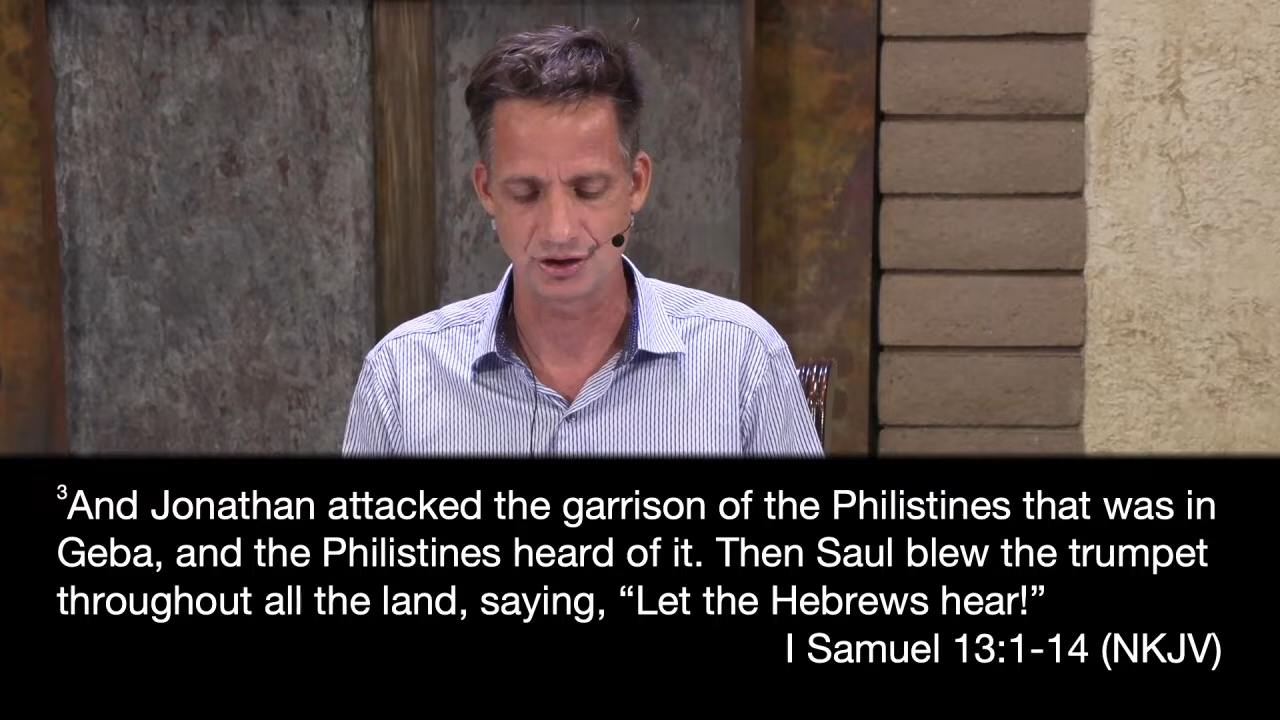 ³And Jonathan attacked the garrison of the Philistines that was in
Geba, and the Philistines heard of it. Then Saul blew the trumpet
throughout all the land, saying, “Let the Hebrews hear!”
I Samuel 13:1-14 (NKJV)